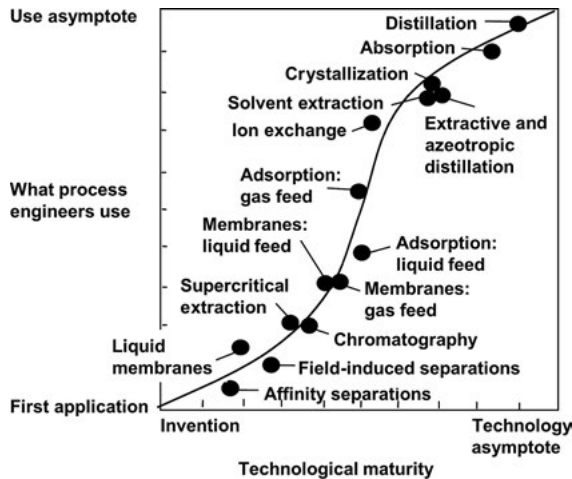 Use asymptote
Distillation
Absorption
Crystallization
Solvent extraction
Ion exchange
Extractive and
azeotropic
distillation
What process
engineers use
Adsorption:
gas feed
Membranes:
liquid feed
Adsorption:
liquid feed
Supercritical
extraction
Membranes:
gas feed
Chromatography
Liquid
membranes
Field-induced separations
Affinity separations
First application
Invention
Technology
asymptote
Technological maturity